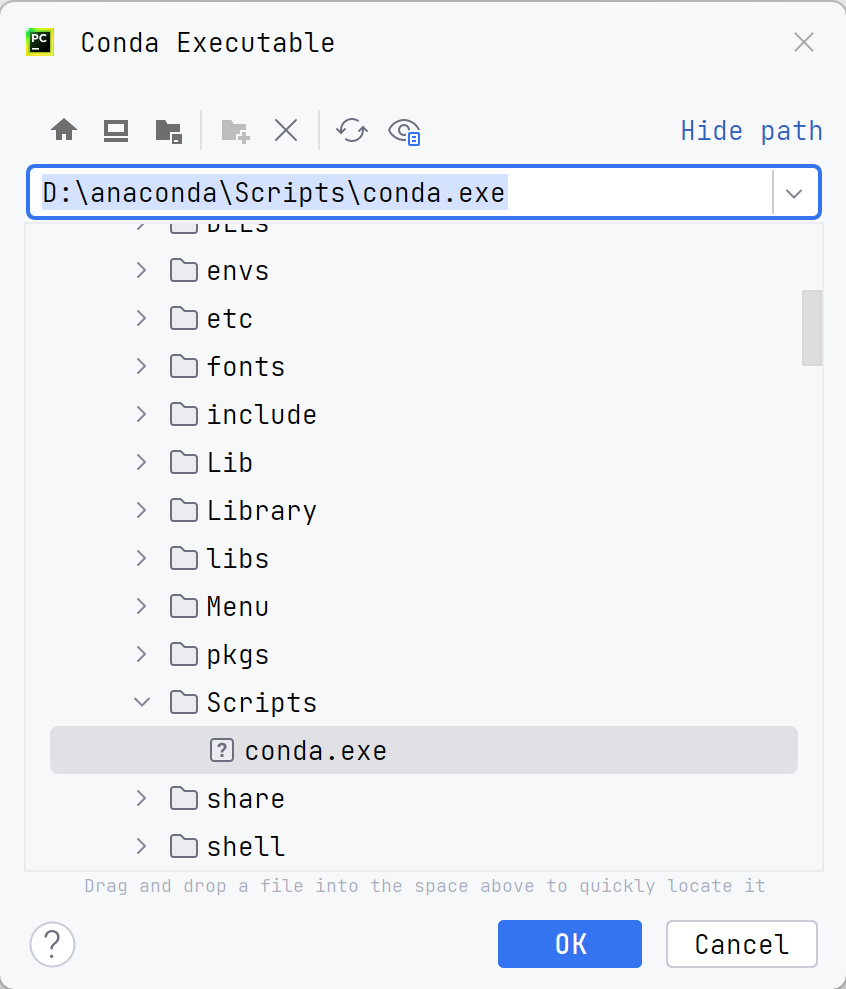 PC
Conda Executable
Hide path
D:\anaconda\Scripts\conda.exe
DLLs
envs
etc
fonts
include
Lib
Library
libs
Menu
pkgs
Scripts
? conda.exe
share
shell
Drag and drop a file into the space above to quickly locate it
?
OK
Cancel